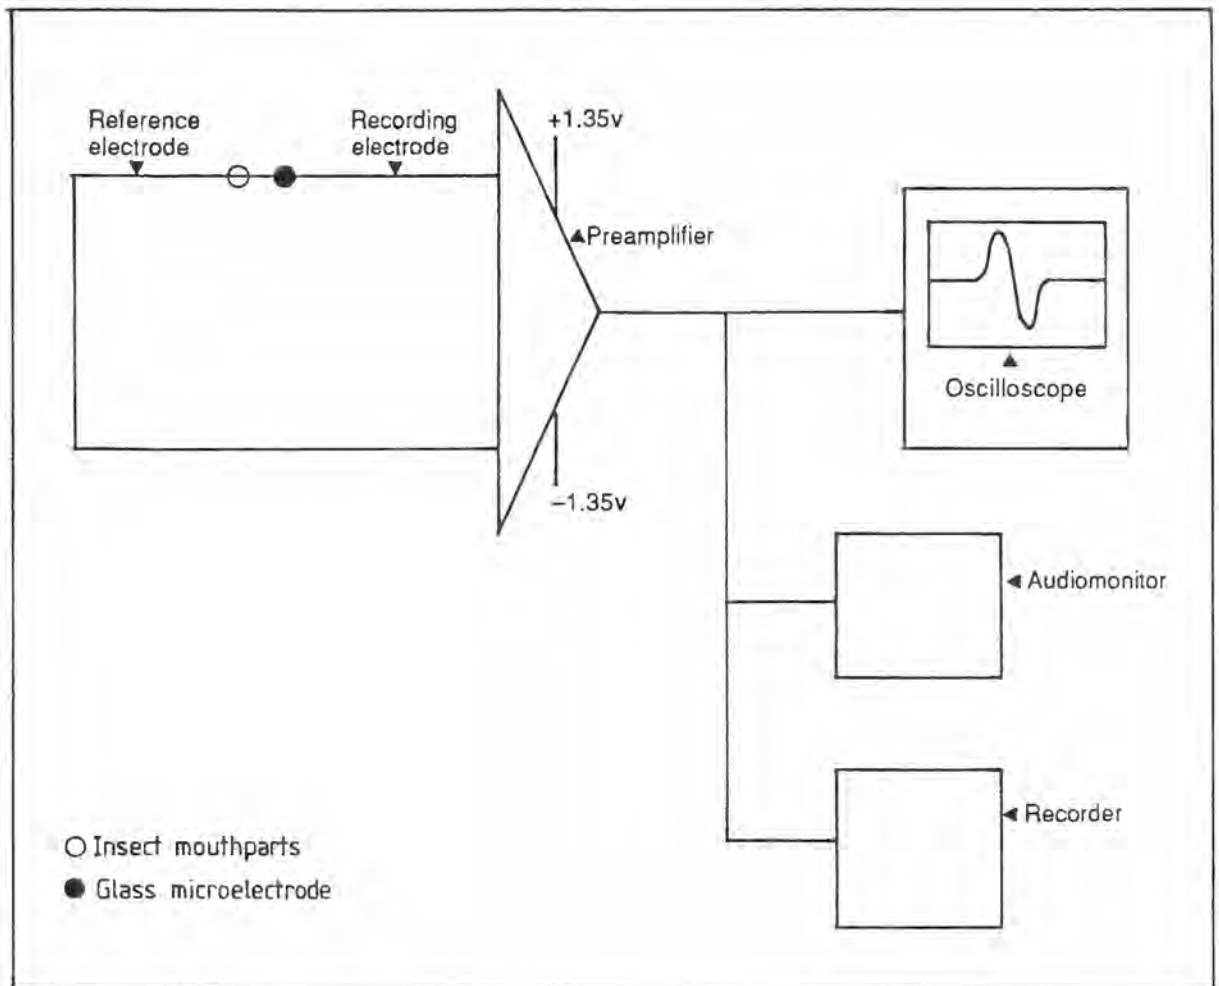 Reference
electrode
Recording
electrode
+1.35v
Preamplifier
Oscilloscope
−1.35v
Audiomonitor
Recorder
Insect mouthparts
Glass microelectrode